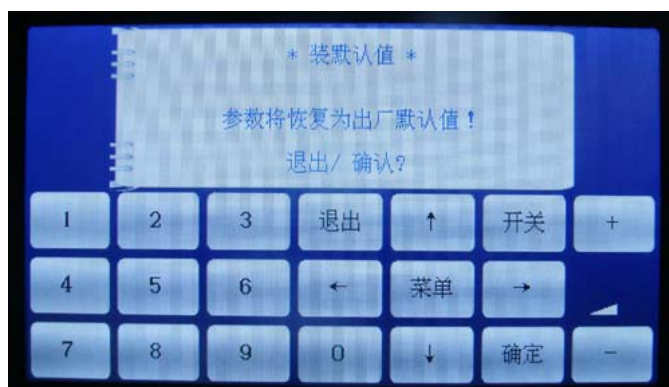 * 装默认值 *
参数将恢复为出厂默认值！
退出/ 确认?
1 2 3 退出 ↑ 开关 +
4 5 6 ← 菜单 →
7 8 9 0 ↓ 确定 −